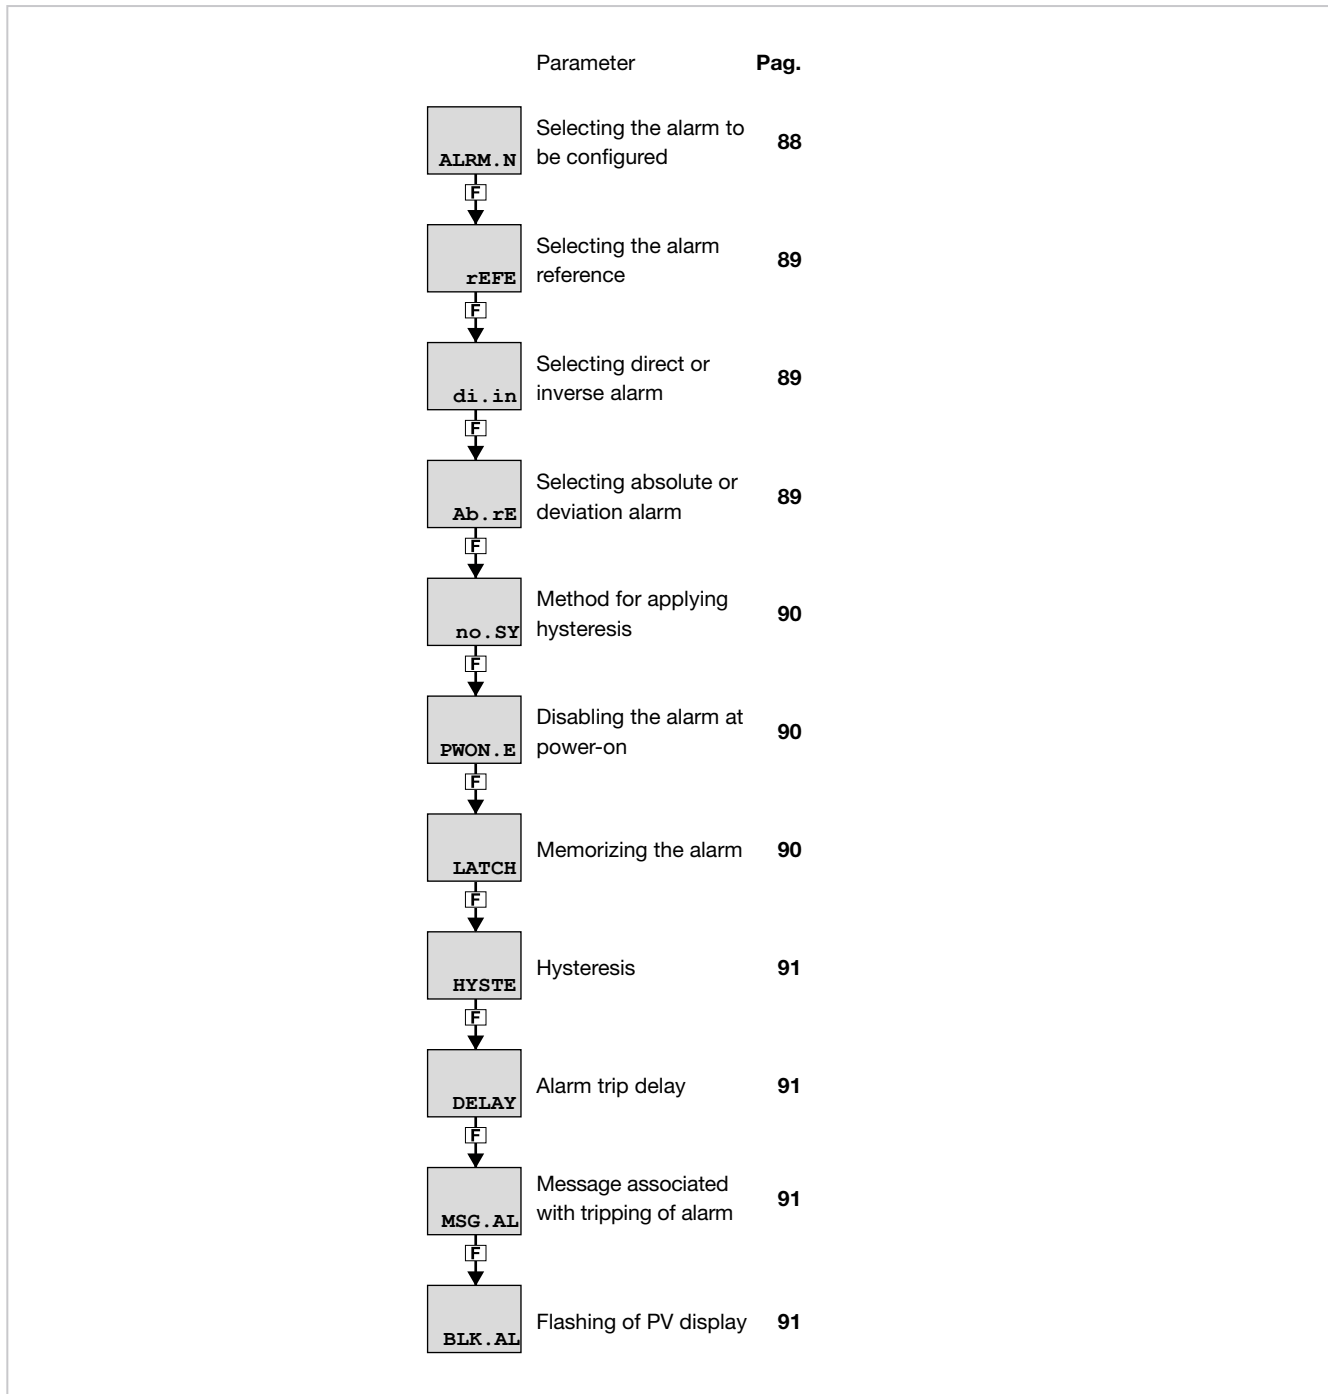 Parameter Pag.
ALRM.N
Selecting the alarm to
be configured
88
F
rEFE
Selecting the alarm
reference
89
F
di.in
Selecting direct or
inverse alarm
89
F
Ab.rE
Selecting absolute or
deviation alarm
89
F
no.SY
Method for applying
hysteresis
90
F
PWON.E
Disabling the alarm at
power-on
90
F
LATCH
Memorizing the alarm
90
F
HYSTE
Hysteresis
91
F
DELAY
Alarm trip delay
91
F
MSG.AL
Message associated
with tripping of alarm
91
F
BLK.AL
Flashing of PV display
91